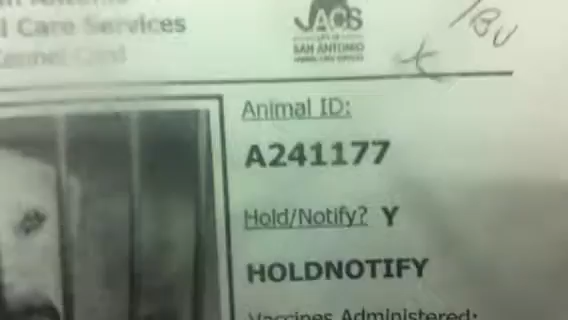 l Care Services
ACS
SAN ANTONIO
Animal ID:
A241177
Hold/Notify? Y
HOLDNOTIFY
Vaccines Administered: